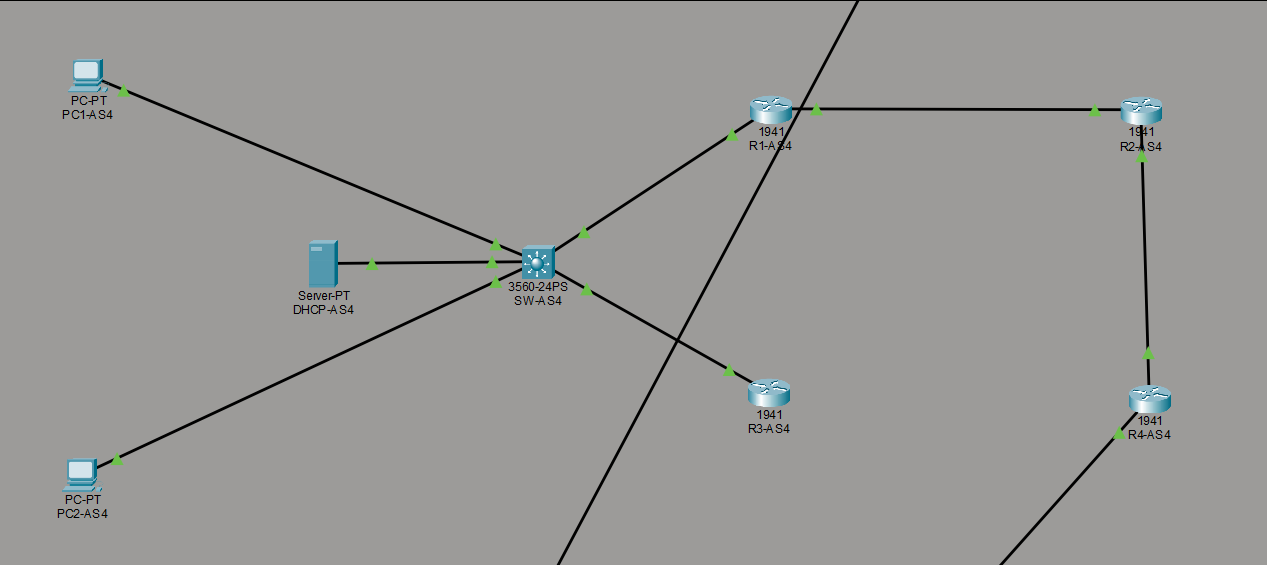 PC-PT
PC1-AS4
1941
R1-AS4
1941
R2-AS4
Server-PT
DHCP-AS4
3560-24PS
SW-AS4
1941
R3-AS4
1941
R4-AS4
PC-PT
PC2-AS4